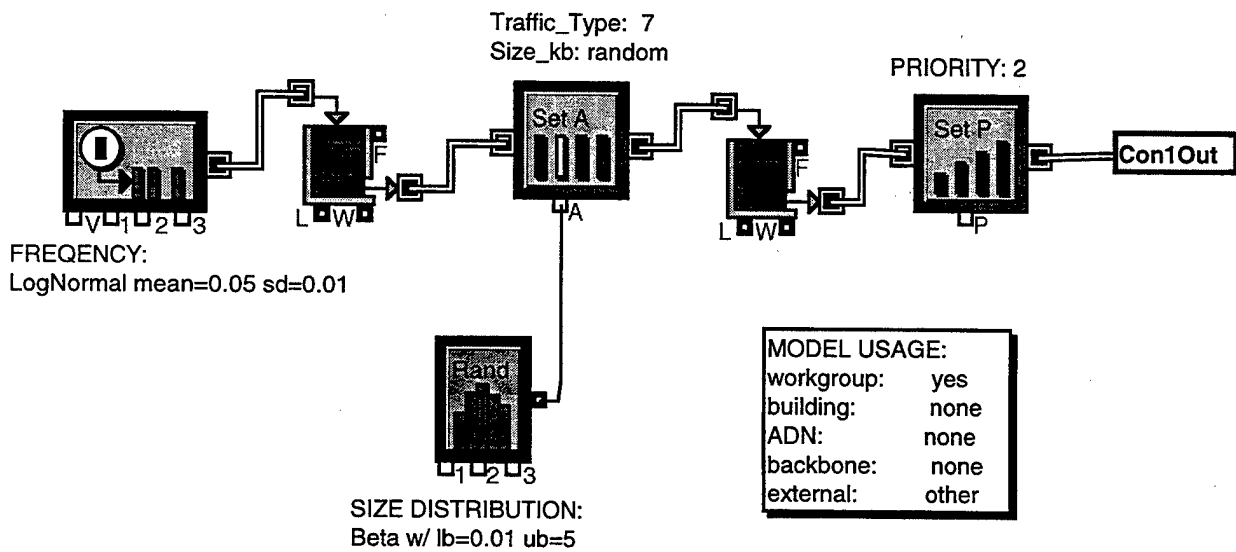 Traffic_Type: 7
Size_kb: random
PRIORITY: 2
Set A
Set P
Con1Out
F
F
V 1 2 3
L W
A
L W
P
FREQENCY:
LogNormal mean=0.05 sd=0.01
Rand
1 2 3
SIZE DISTRIBUTION:
Beta w/ lb=0.01 ub=5
MODEL USAGE:
workgroup: yes
building: none
ADN: none
backbone: none
external: other